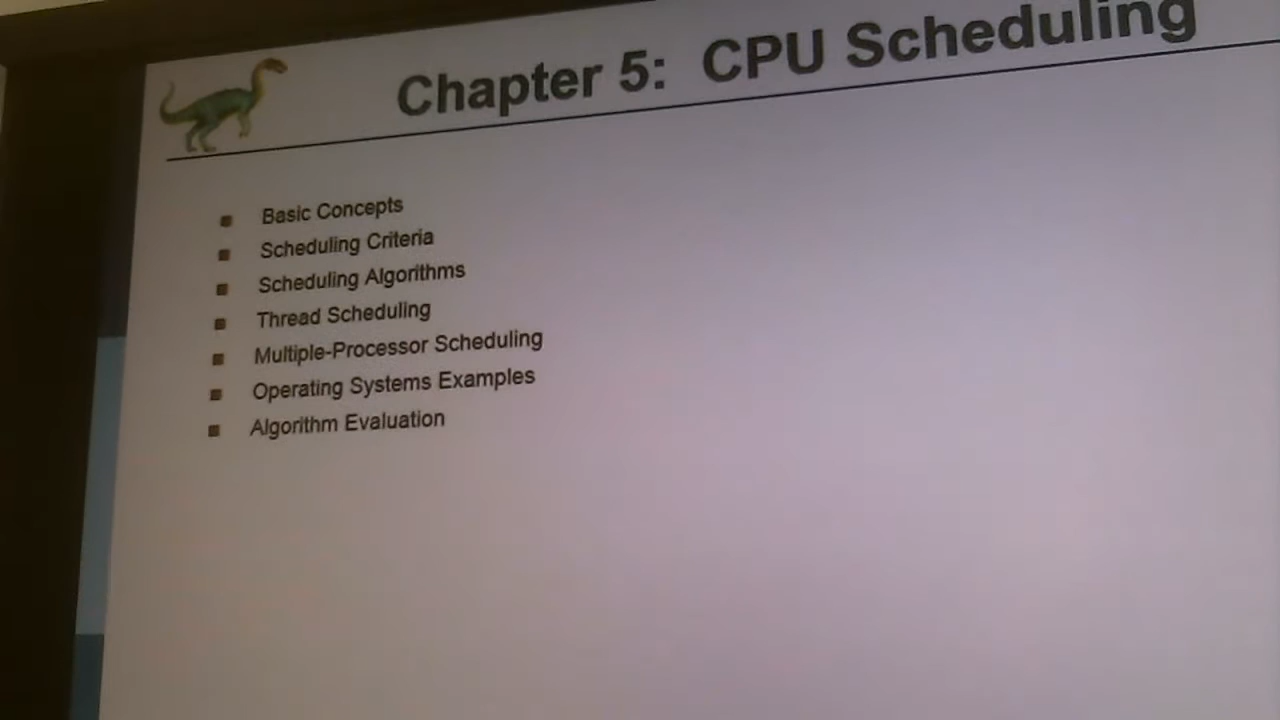 Chapter 5: CPU Scheduling
Basic Concepts
Scheduling Criteria
Scheduling Algorithms
Thread Scheduling
Multiple-Processor Scheduling
Operating Systems Examples
Algorithm Evaluation